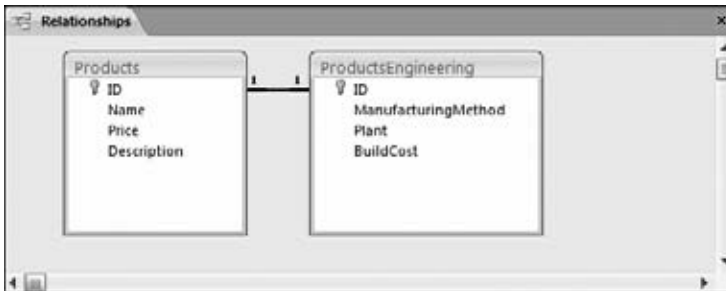 Relationships
Products
ID
Name
Price
Description
1 1
ProductsEngineering
ID
ManufacturingMethod
Plant
BuildCost